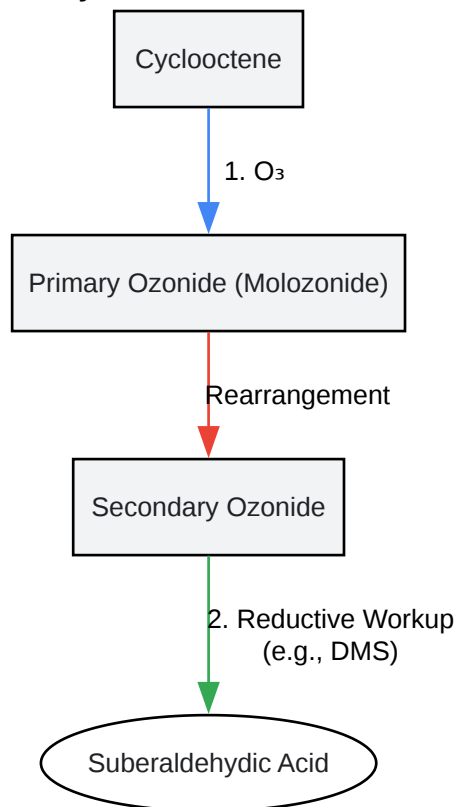 Cyclooctene
1. O₃
Primary Ozonide (Molozonide)
Rearrangement
Secondary Ozonide
2. Reductive Workup
(e.g., DMS)
Suberaldehydic Acid